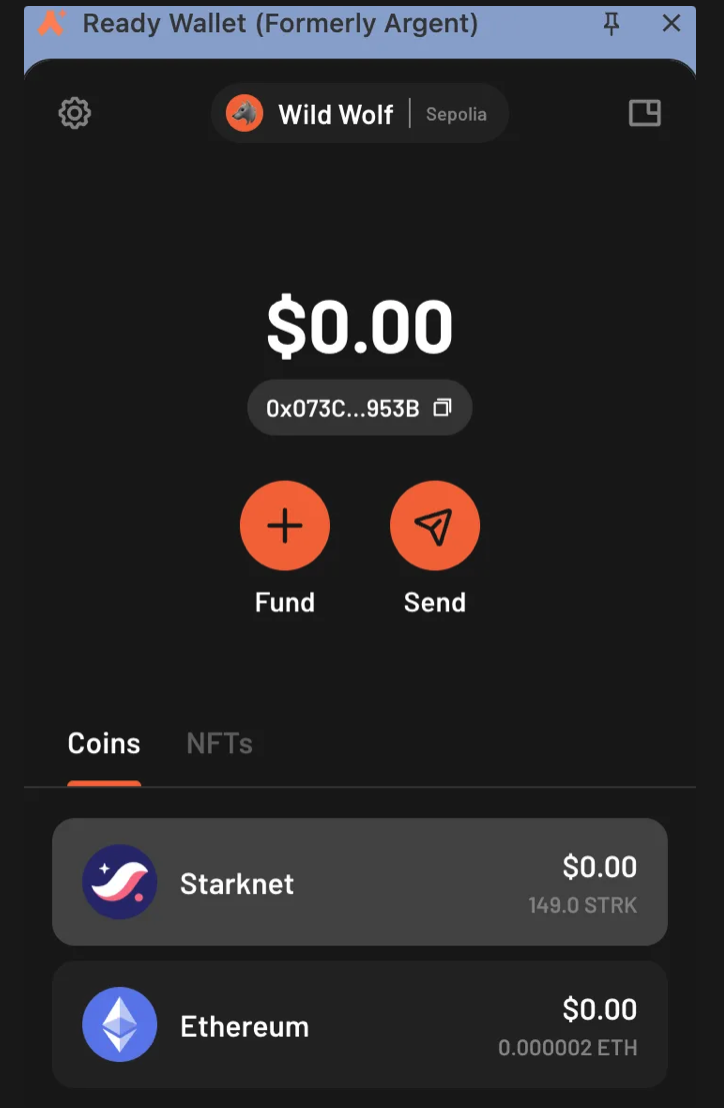 Ready Wallet (Formerly Argent)
Wild Wolf | Sepolia
$0.00
0x073C...953B
Fund Send
Coins NFTs
Starknet $0.00
149.0 STRK
Ethereum $0.00
0.000002 ETH